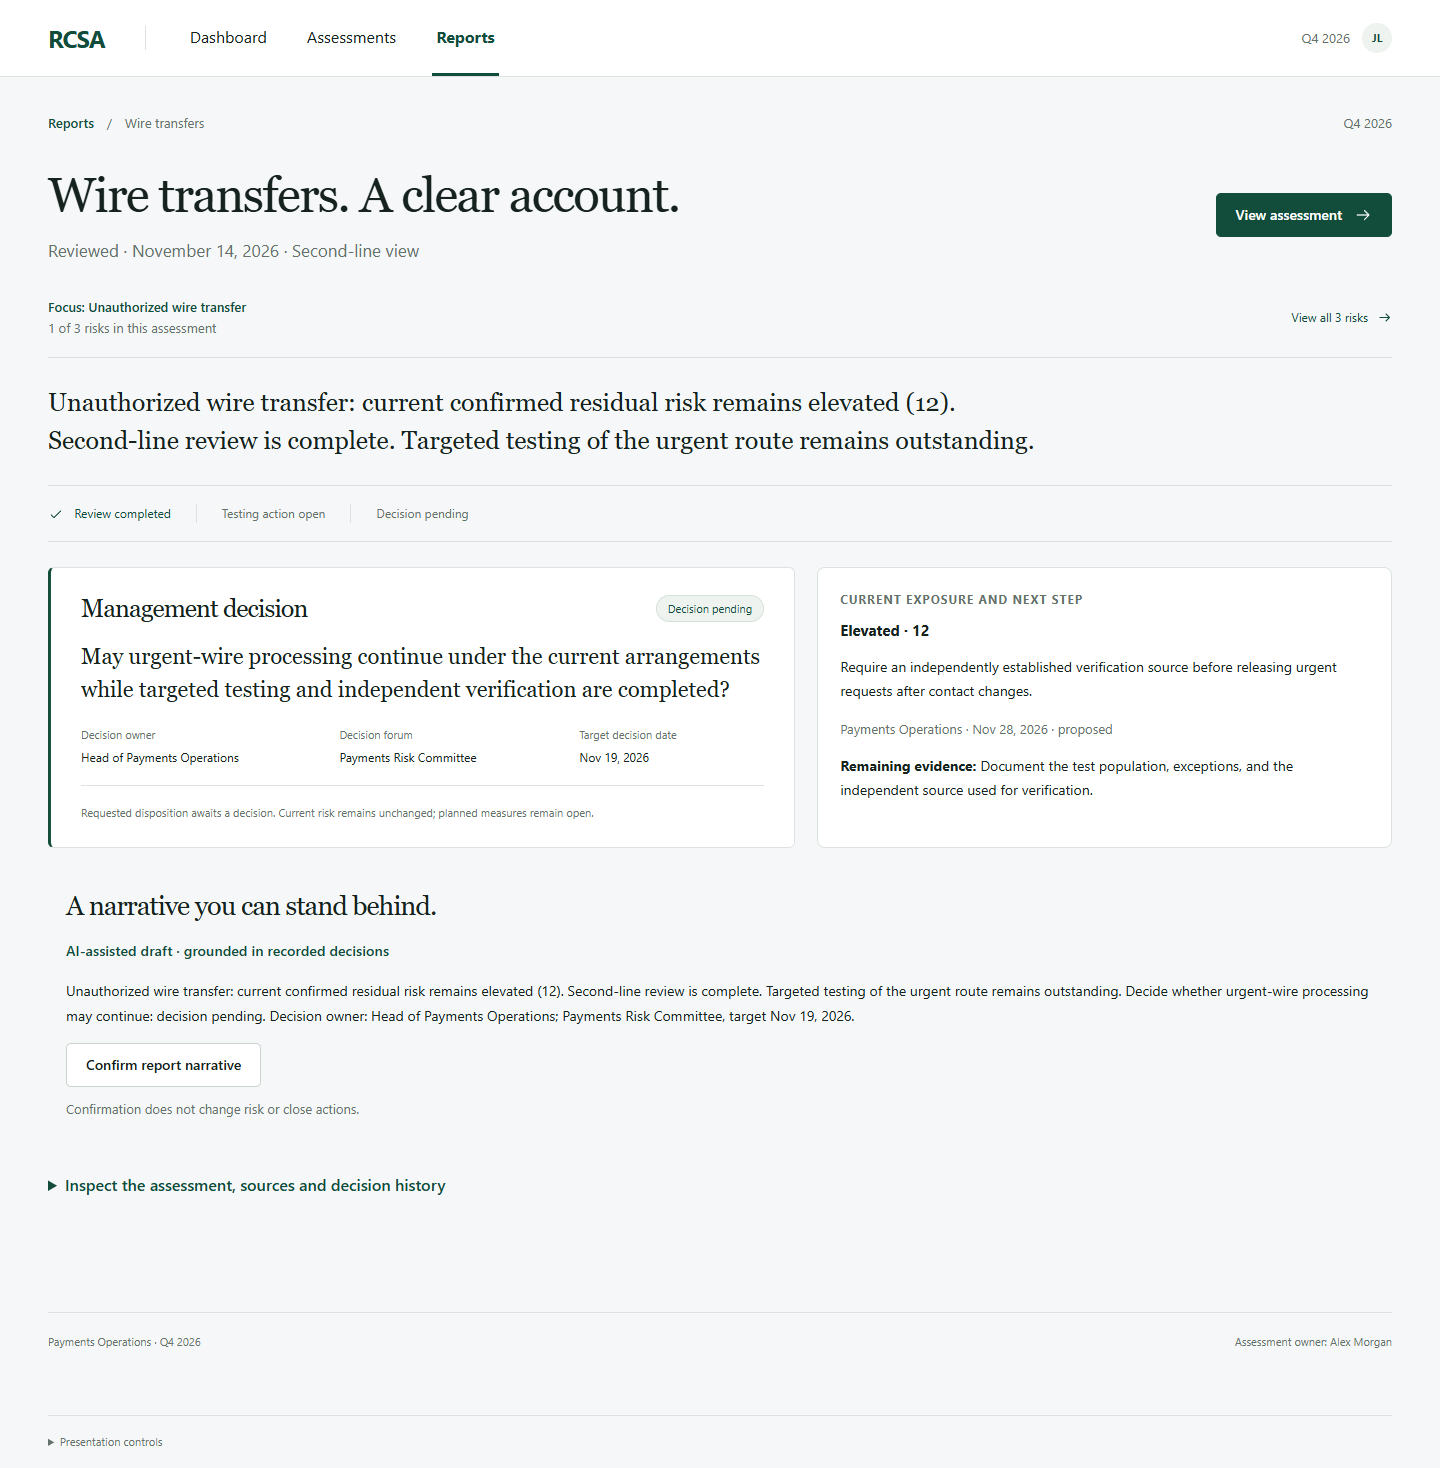 RCSA
Dashboard
Assessments
Reports
Q4 2026
JL
Reports / Wire transfers
Q4 2026
Wire transfers. A clear account.
View assessment →
Reviewed · November 14, 2026 · Second-line view
Focus: Unauthorized wire transfer
1 of 3 risks in this assessment
View all 3 risks →
Unauthorized wire transfer: current confirmed residual risk remains elevated (12).
Second-line review is complete. Targeted testing of the urgent route remains outstanding.
✓ Review completed
Testing action open
Decision pending
Management decision
Decision pending
May urgent-wire processing continue under the current arrangements
while targeted testing and independent verification are completed?
Decision owner
Head of Payments Operations
Decision forum
Payments Risk Committee
Target decision date
Nov 19, 2026
Requested disposition awaits a decision. Current risk remains unchanged; planned measures remain open.
CURRENT EXPOSURE AND NEXT STEP
Elevated · 12
Require an independently established verification source before releasing urgent
requests after contact changes.
Payments Operations · Nov 28, 2026 · proposed
Remaining evidence: Document the test population, exceptions, and the
independent source used for verification.
A narrative you can stand behind.
AI-assisted draft · grounded in recorded decisions
Unauthorized wire transfer: current confirmed residual risk remains elevated (12). Second-line review is complete. Targeted testing of the urgent route remains outstanding. Decide whether urgent-wire processing
may continue: decision pending. Decision owner: Head of Payments Operations; Payments Risk Committee, target Nov 19, 2026.
Confirm report narrative
Confirmation does not change risk or close actions.
▶ Inspect the assessment, sources and decision history
Payments Operations · Q4 2026
Assessment owner: Alex Morgan
▶ Presentation controls